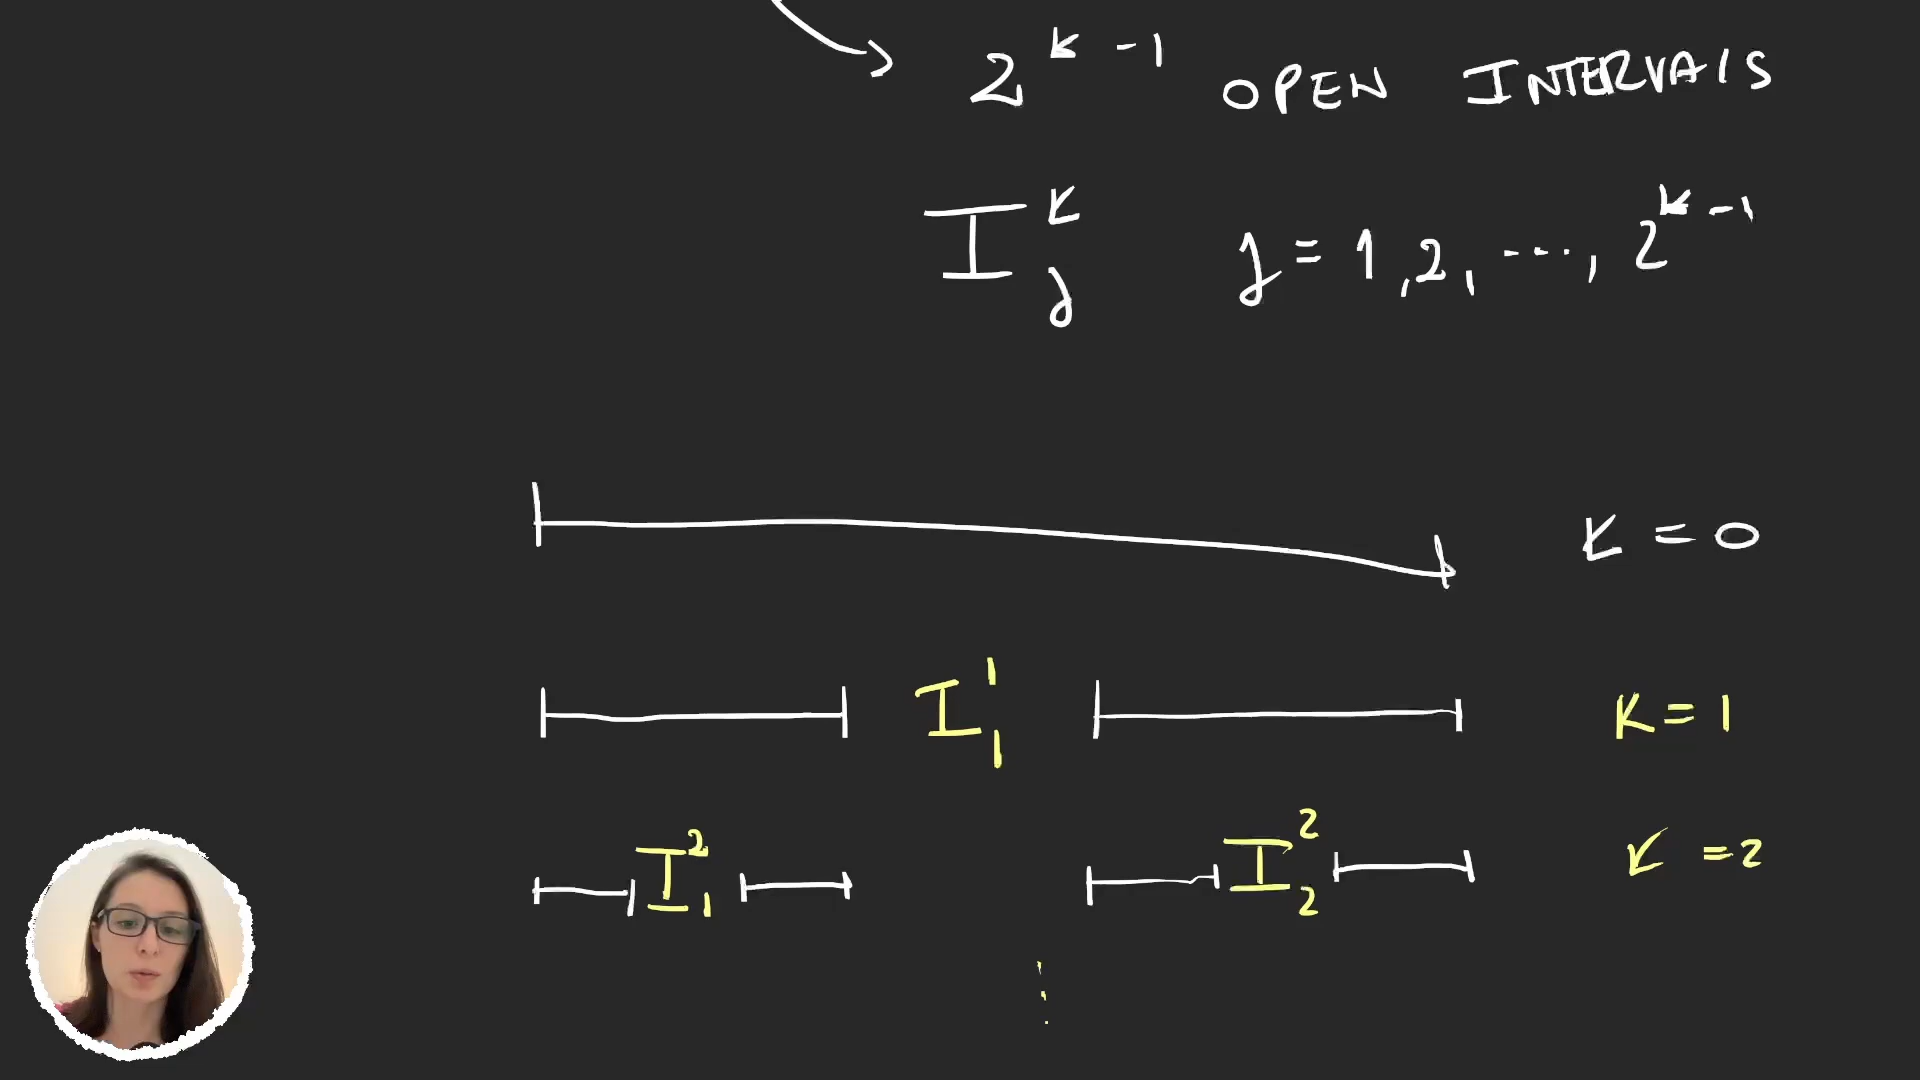 2^{k-1} OPEN INTERVALS
I_j^k j = 1, 2, ..., 2^{k-1}
K = 0
I_1^1 K = 1
I_1^2 I_2^2 K = 2
⋮